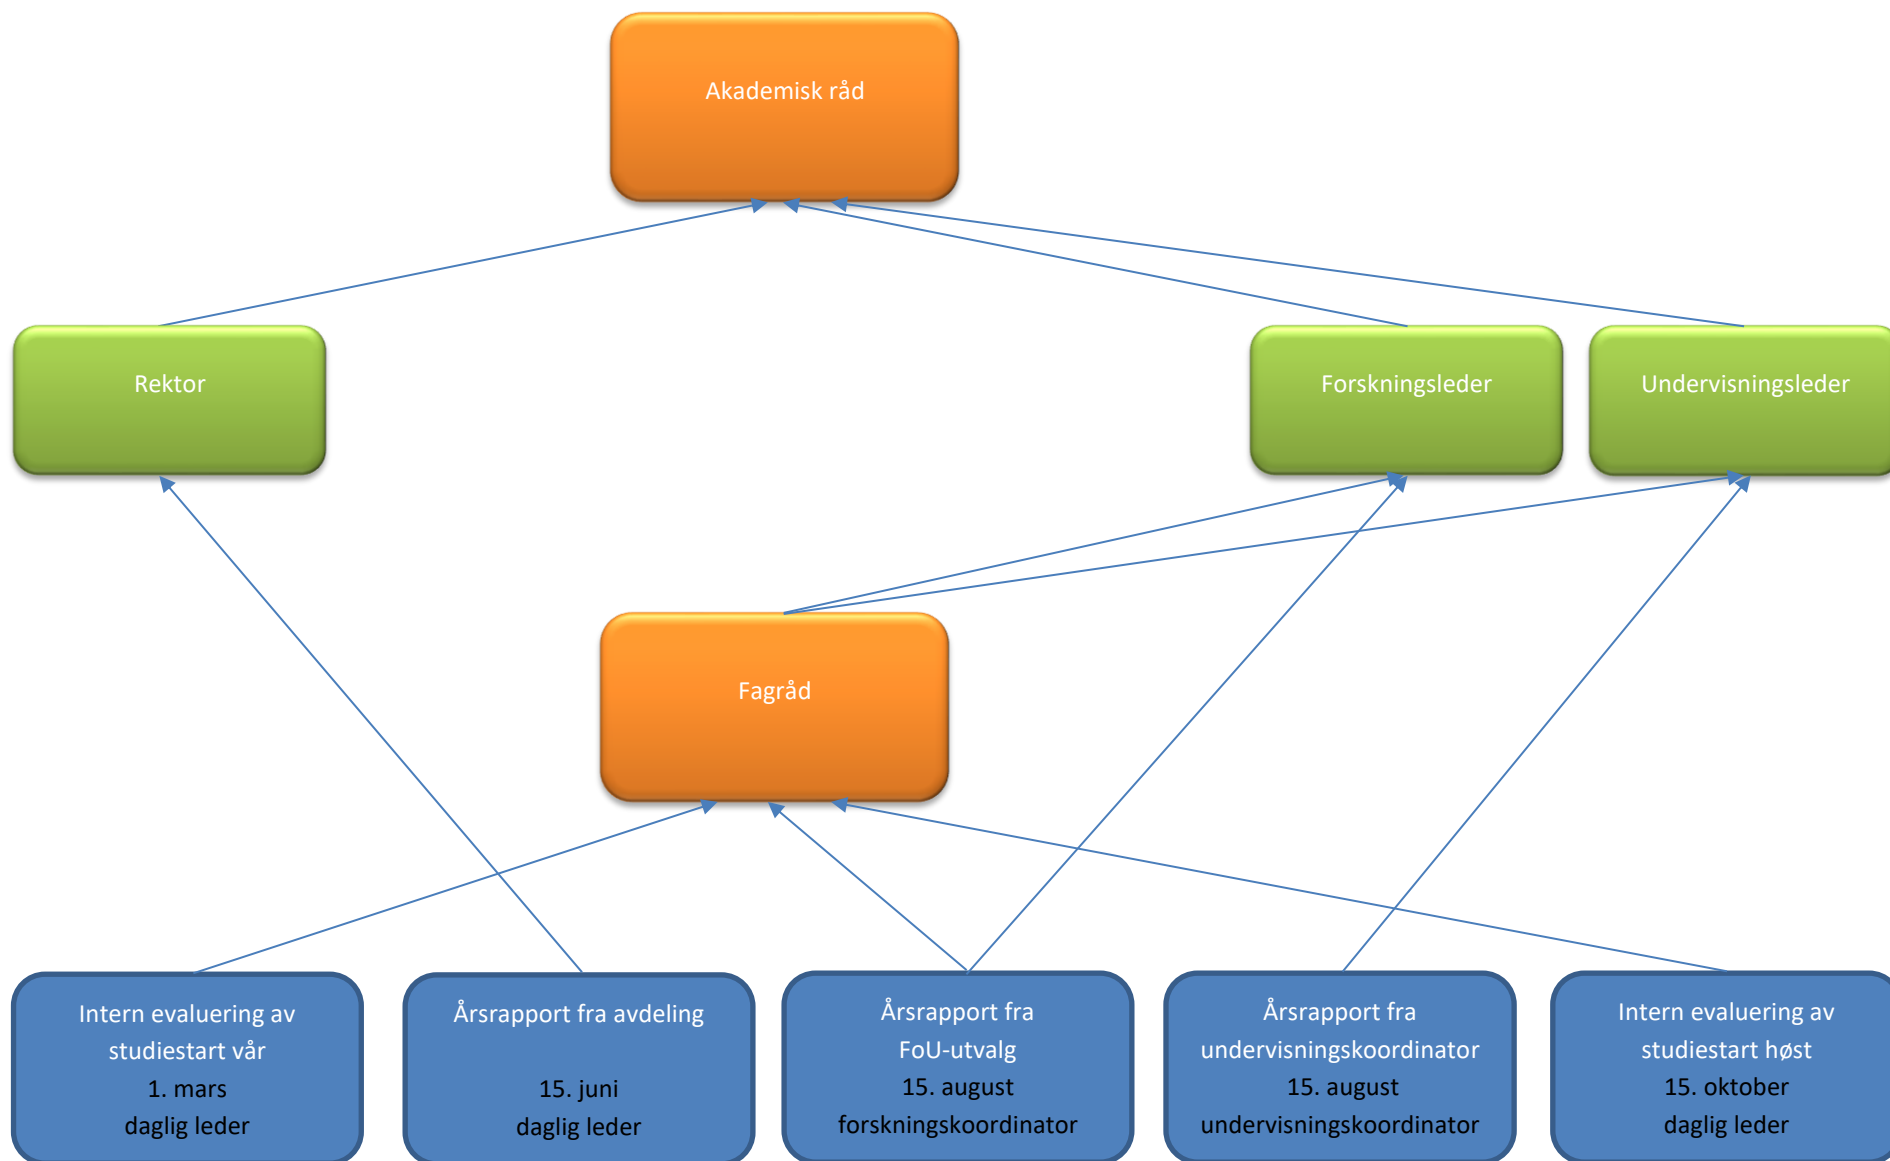 Akademisk råd
Rektor
Forskningsleder
Undervisningsleder
Fagråd
Intern evaluering av
studiestart vår
1. mars
daglig leder
Årsrapport fra avdeling
15. juni
daglig leder
Årsrapport fra
FoU-utvalg
15. august
forskningskoordinator
Årsrapport fra
undervisningskoordinator
15. august
undervisningskoordinator
Intern evaluering av
studiestart høst
15. oktober
daglig leder